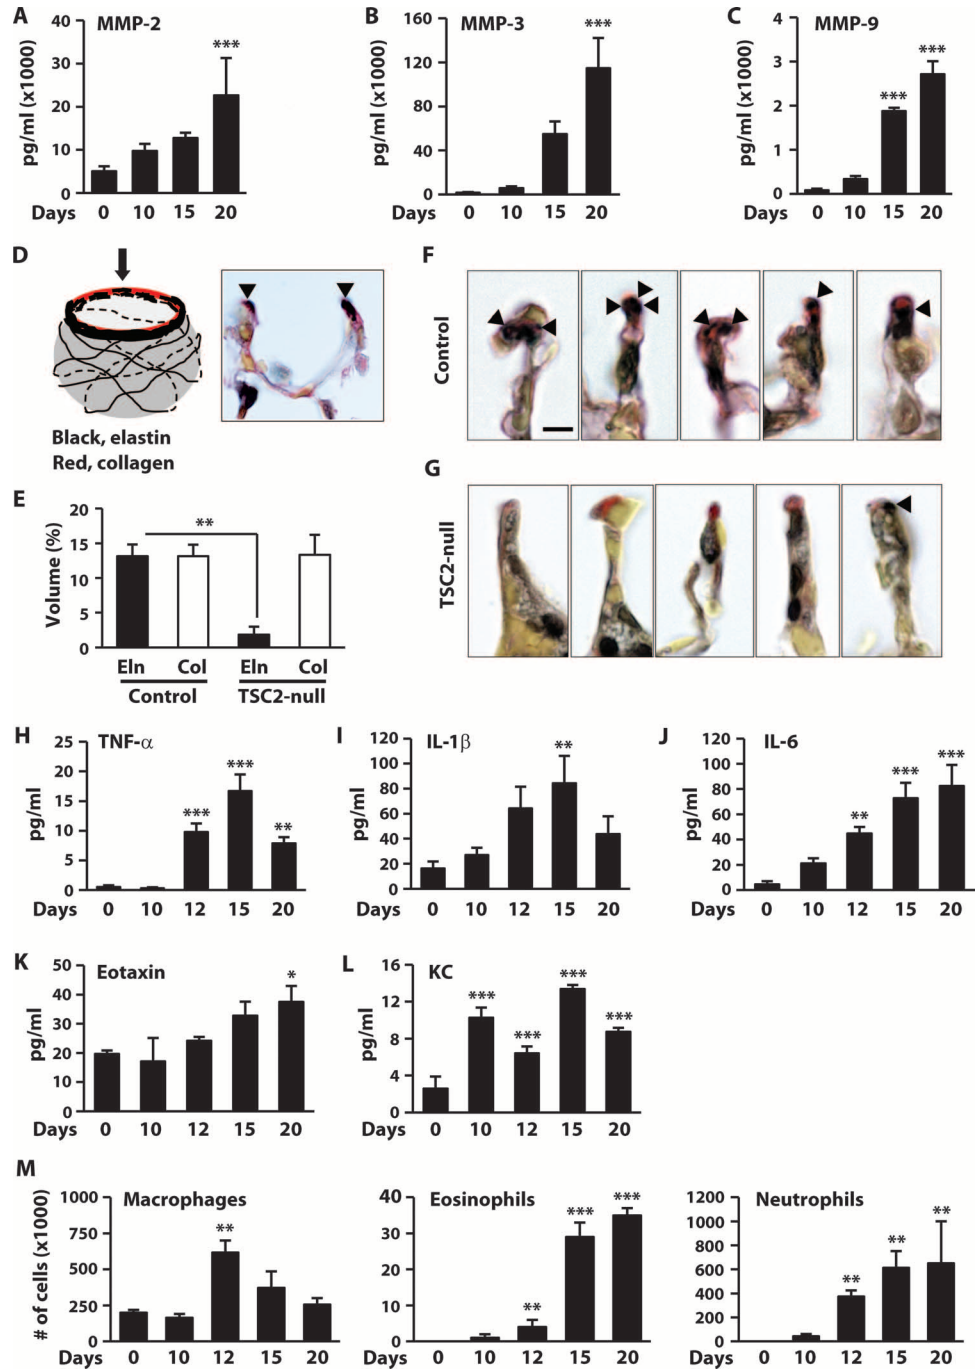 A MMP-2
pg/ml (x1000)
40
30
20
10
0
***
Days 0 10 15 20
B MMP-3
pg/ml (x1000)
160
120
80
40
0
***
Days 0 10 15 20
C MMP-9
pg/ml (x1000)
4
3
2
1
0
*** ***
Days 0 10 15 20
D
Black, elastin
Red, collagen
E
Volume (%)
20
15
10
5
0
**
Eln Col Eln Col
Control TSC2-null
F
Control
G
TSC2-null
H TNF-α
pg/ml
25
20
15
10
5
0
*** *** **
Days 0 10 12 15 20
I IL-1β
pg/ml
120
100
80
60
40
20
0
**
Days 0 10 12 15 20
J IL-6
pg/ml
120
100
80
60
40
20
0
** *** ***
Days 0 10 12 15 20
K Eotaxin
pg/ml
50
40
30
20
10
0
*
Days 0 10 12 15 20
L KC
pg/ml
16
12
8
4
0
*** *** *** ***
Days 0 10 12 15 20
M
Macrophages
# of cells (x1000)
1000
750
500
250
0
**
Days 0 10 12 15 20
Eosinophils
40
30
20
10
0
** *** ***
0 10 12 15 20
Neutrophils
1200
1000
800
600
400
200
0
** ** **
0 10 12 15 20